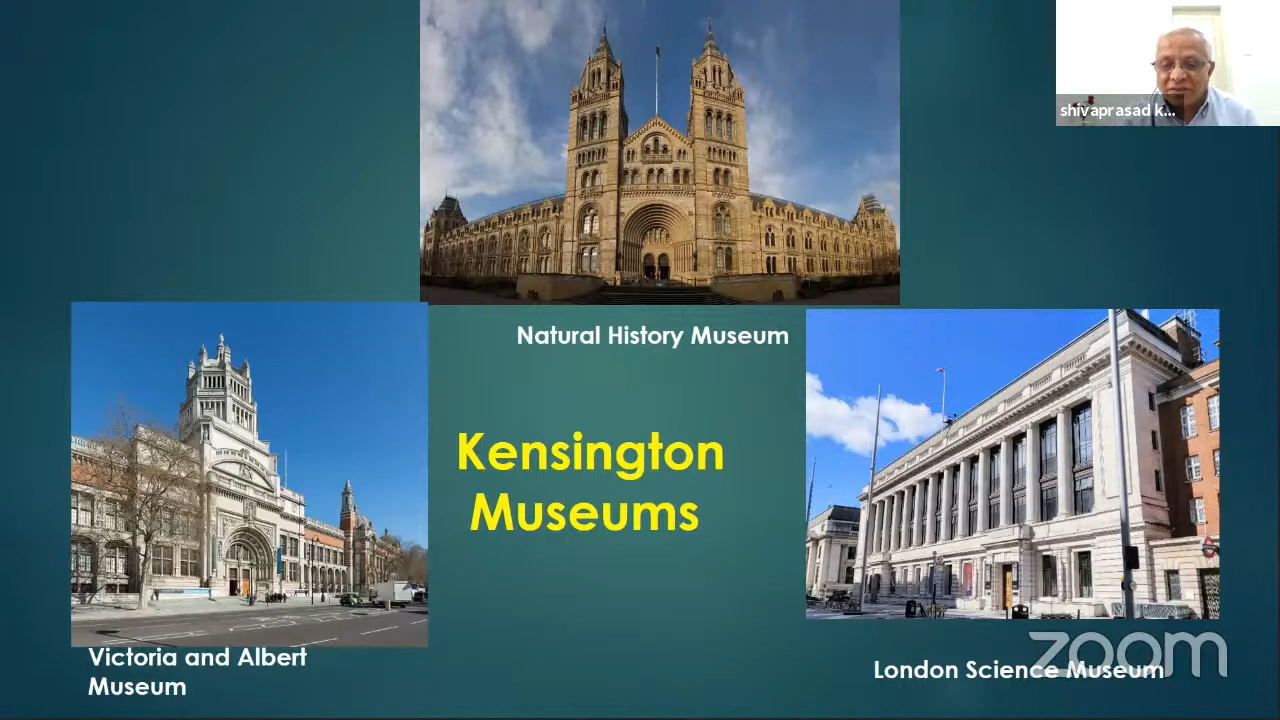 shivaprasad k...
Natural History Museum
Kensington
Museums
Victoria and Albert
Museum
London Science Museum
zoom